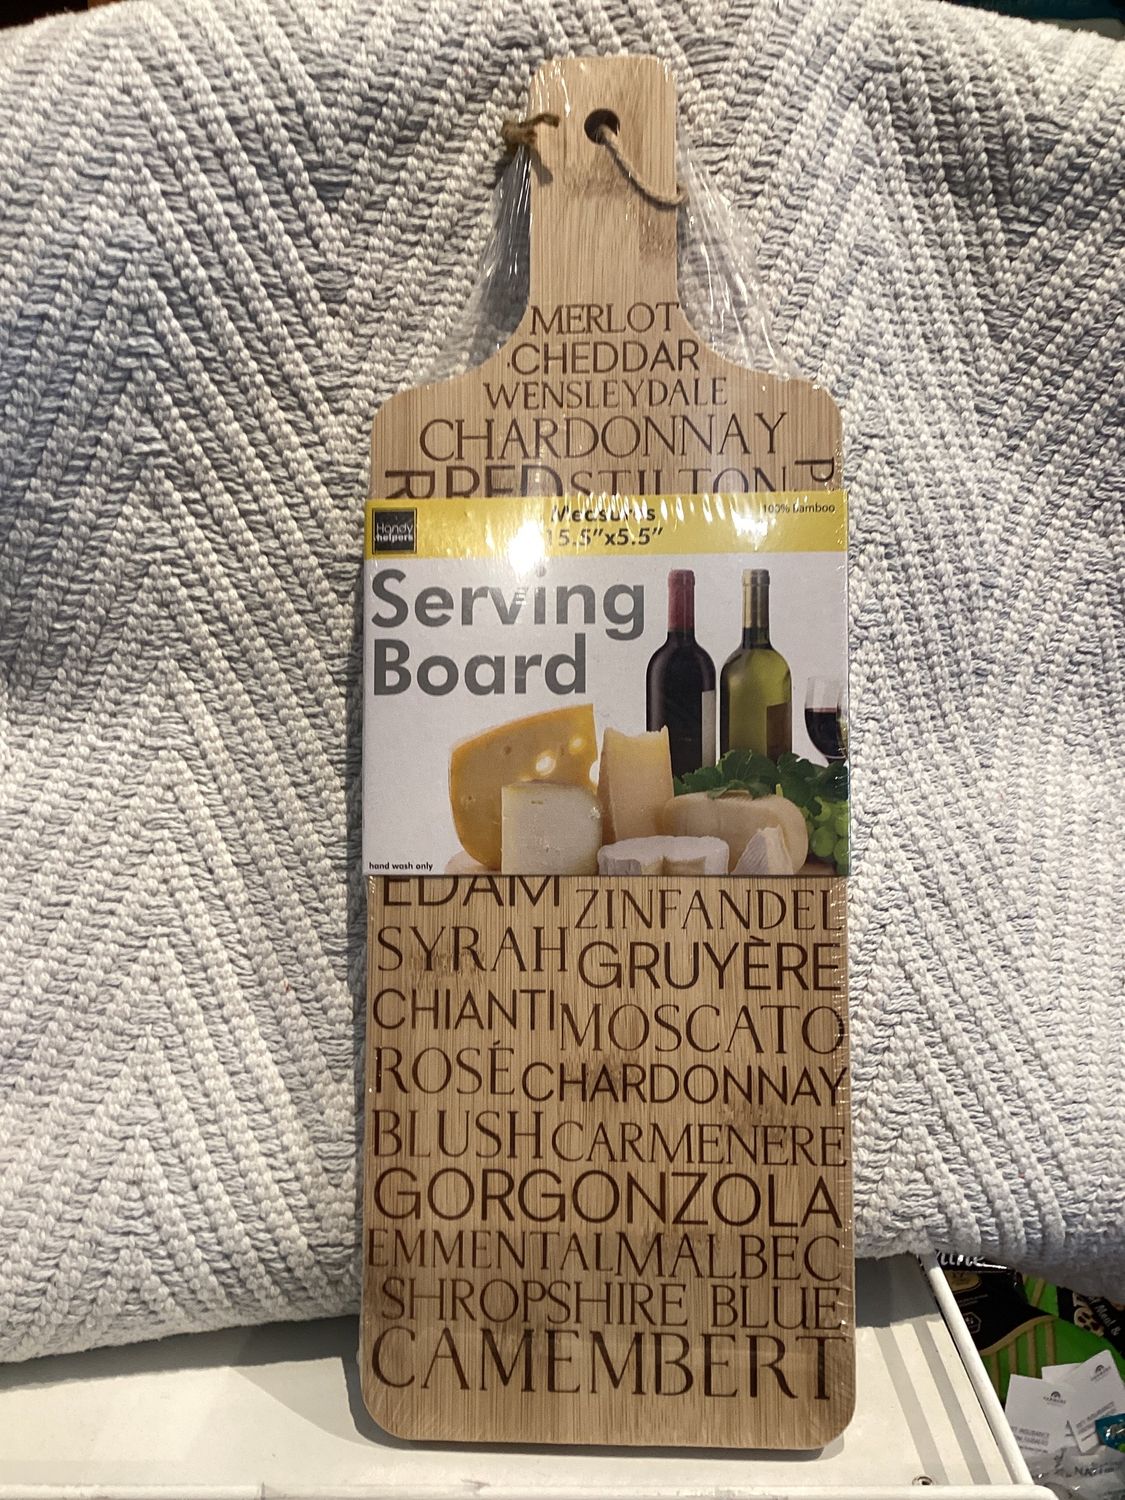 MERLOT
CHEDDAR
WENSLEYDALE
CHARDONNAY
RED STILTON
Handy
helpers
Measures
15.5"x5.5"
100% Bamboo
Serving
Board
hand wash only
EDAM ZINFANDEL
SYRAH GRUYÈRE
CHIANTI MOSCATO
ROSÉ CHARDONNAY
BLUSH CARMENERE
GORGONZOLA
EMMENTAL MALBEC
SHROPSHIRE BLUE
CAMEMBERT